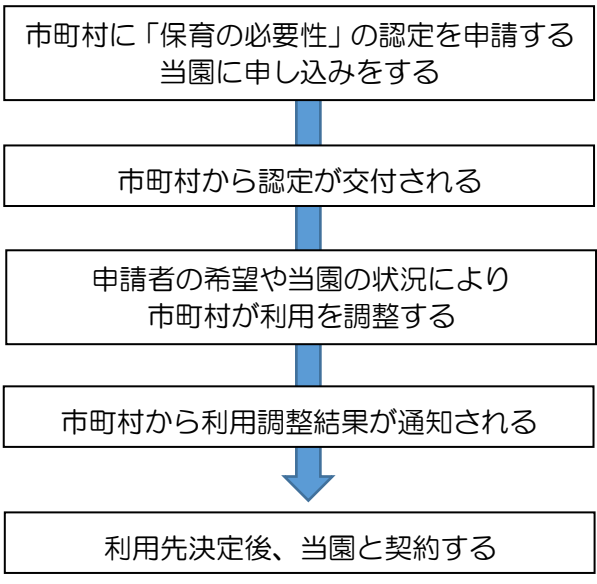 市町村に「保育の必要性」の認定を申請する
当園に申し込みをする
市町村から認定が交付される
申請者の希望や当園の状況により
市町村が利用を調整する
市町村から利用調整結果が通知される
利用先決定後、当園と契約する